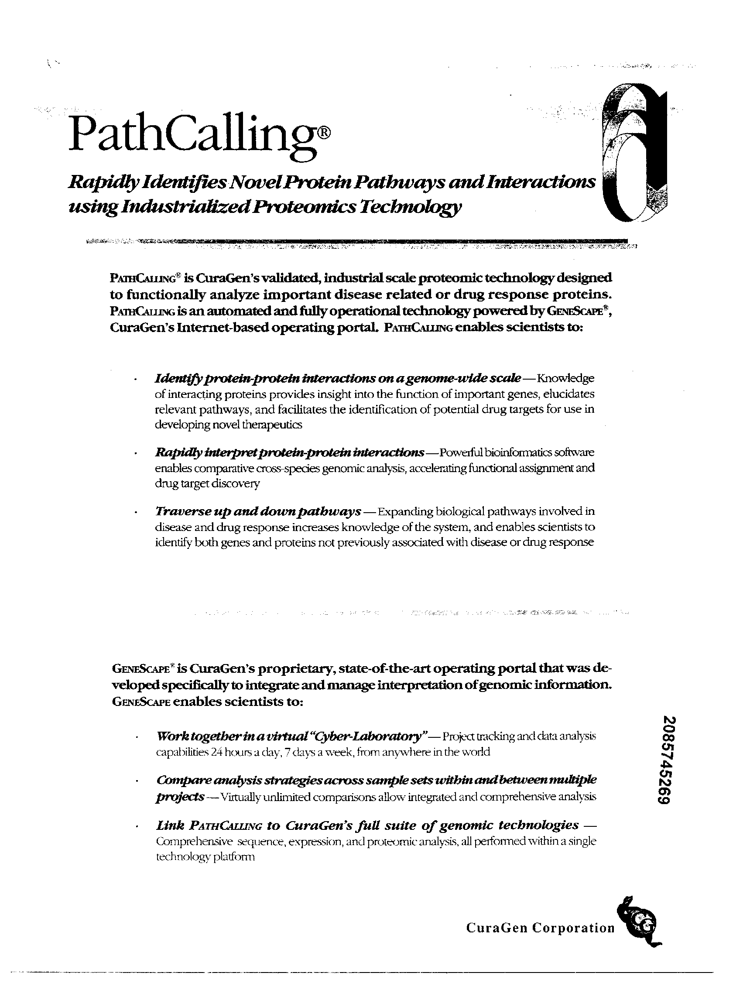 PathCalling®
Rapidly Identifies Novel Protein Pathways and Interactions
using Industrialized Proteomics Technology
PATHCALLING® is CuraGen's validated, industrial scale proteomic technology designed
to functionally analyze important disease related or drug response proteins.
PATHCALLING is an automated and fully operational technology powered by GENESCAPE®,
CuraGen's Internet-based operating portal. PATHCALLING enables scientists to:
· Identify protein-protein interactions on a genome-wide scale — Knowledge
of interacting proteins provides insight into the function of important genes, elucidates
relevant pathways, and facilitates the identification of potential drug targets for use in
developing novel therapeutics
· Rapidly interpret protein-protein interactions — Powerful bioinformatics software
enables comparative cross-species genomic analysis, accelerating functional assignment and
drug target discovery
· Traverse up and down pathways — Expanding biological pathways involved in
disease and drug response increases knowledge of the system, and enables scientists to
identify both genes and proteins not previously associated with disease or drug response
GENESCAPE® is CuraGen's proprietary, state-of-the-art operating portal that was de-
veloped specifically to integrate and manage interpretation of genomic information.
GENESCAPE enables scientists to:
· Work together in a virtual "Cyber-Laboratory" — Project tracking and data analysis
capabilities 24 hours a day, 7 days a week, from anywhere in the world
· Compare analysis strategies across sample sets within and between multiple
projects — Virtually unlimited comparisons allow integrated and comprehensive analysis
· Link PATHCALLING to CuraGen's full suite of genomic technologies —
Comprehensive sequence, expression, and proteomic analysis, all performed within a single
technology platform
2085745269
CuraGen Corporation
CG